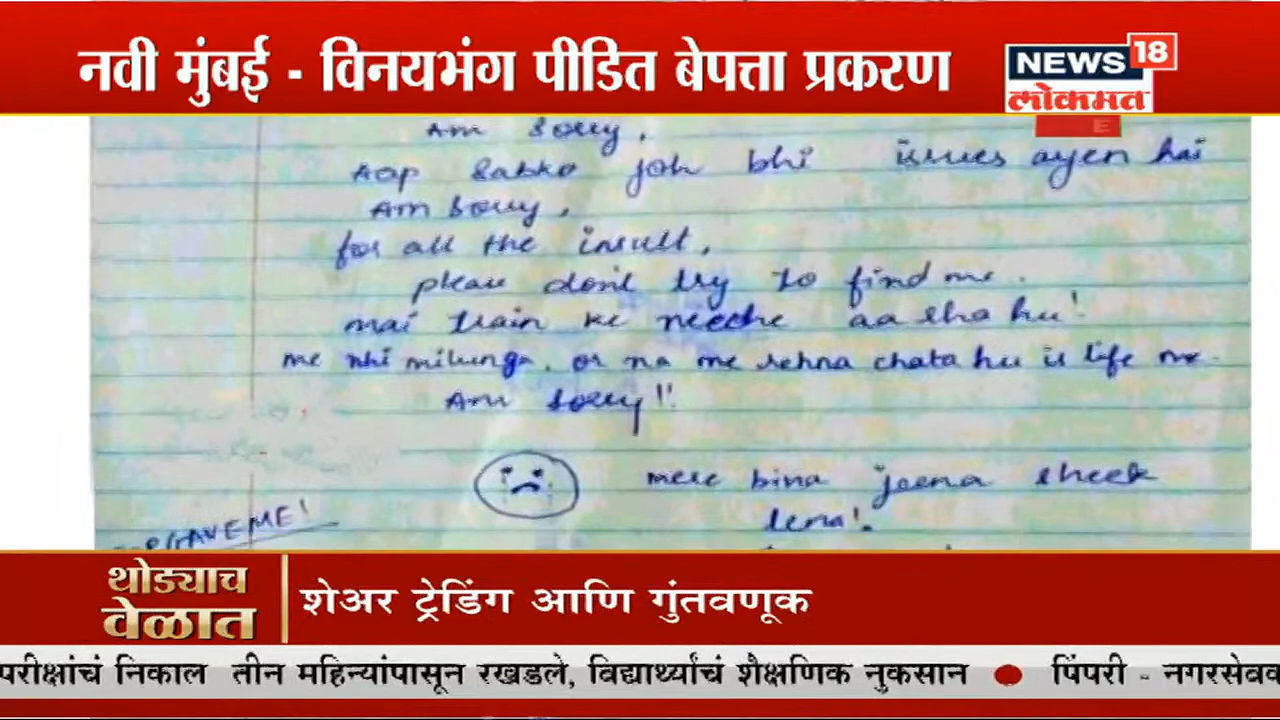 नवी मुंबई - विनयभंग पीडित बेपत्ता प्रकरण
NEWS 18
लोकमत
E
Am Sorry,
Aap Sabko joh bhi issues ayen hai
Am Sorry,
for all the insult,
please don't try to find me.
mai train ke neeche aa rha hu!
me nhi milunga, or na me rehna chata hu is life me.
Am Sorry!!
mere bina jeena sheek
lena!.
ME!
थोड्याच
वेळात
शेअर ट्रेडिंग आणि गुंतवणूक
परीक्षांचं निकाल तीन महिन्यांपासून रखडले, विद्यार्थ्यांचं शैक्षणिक नुकसान ● पिंपरी - नगरसेवक